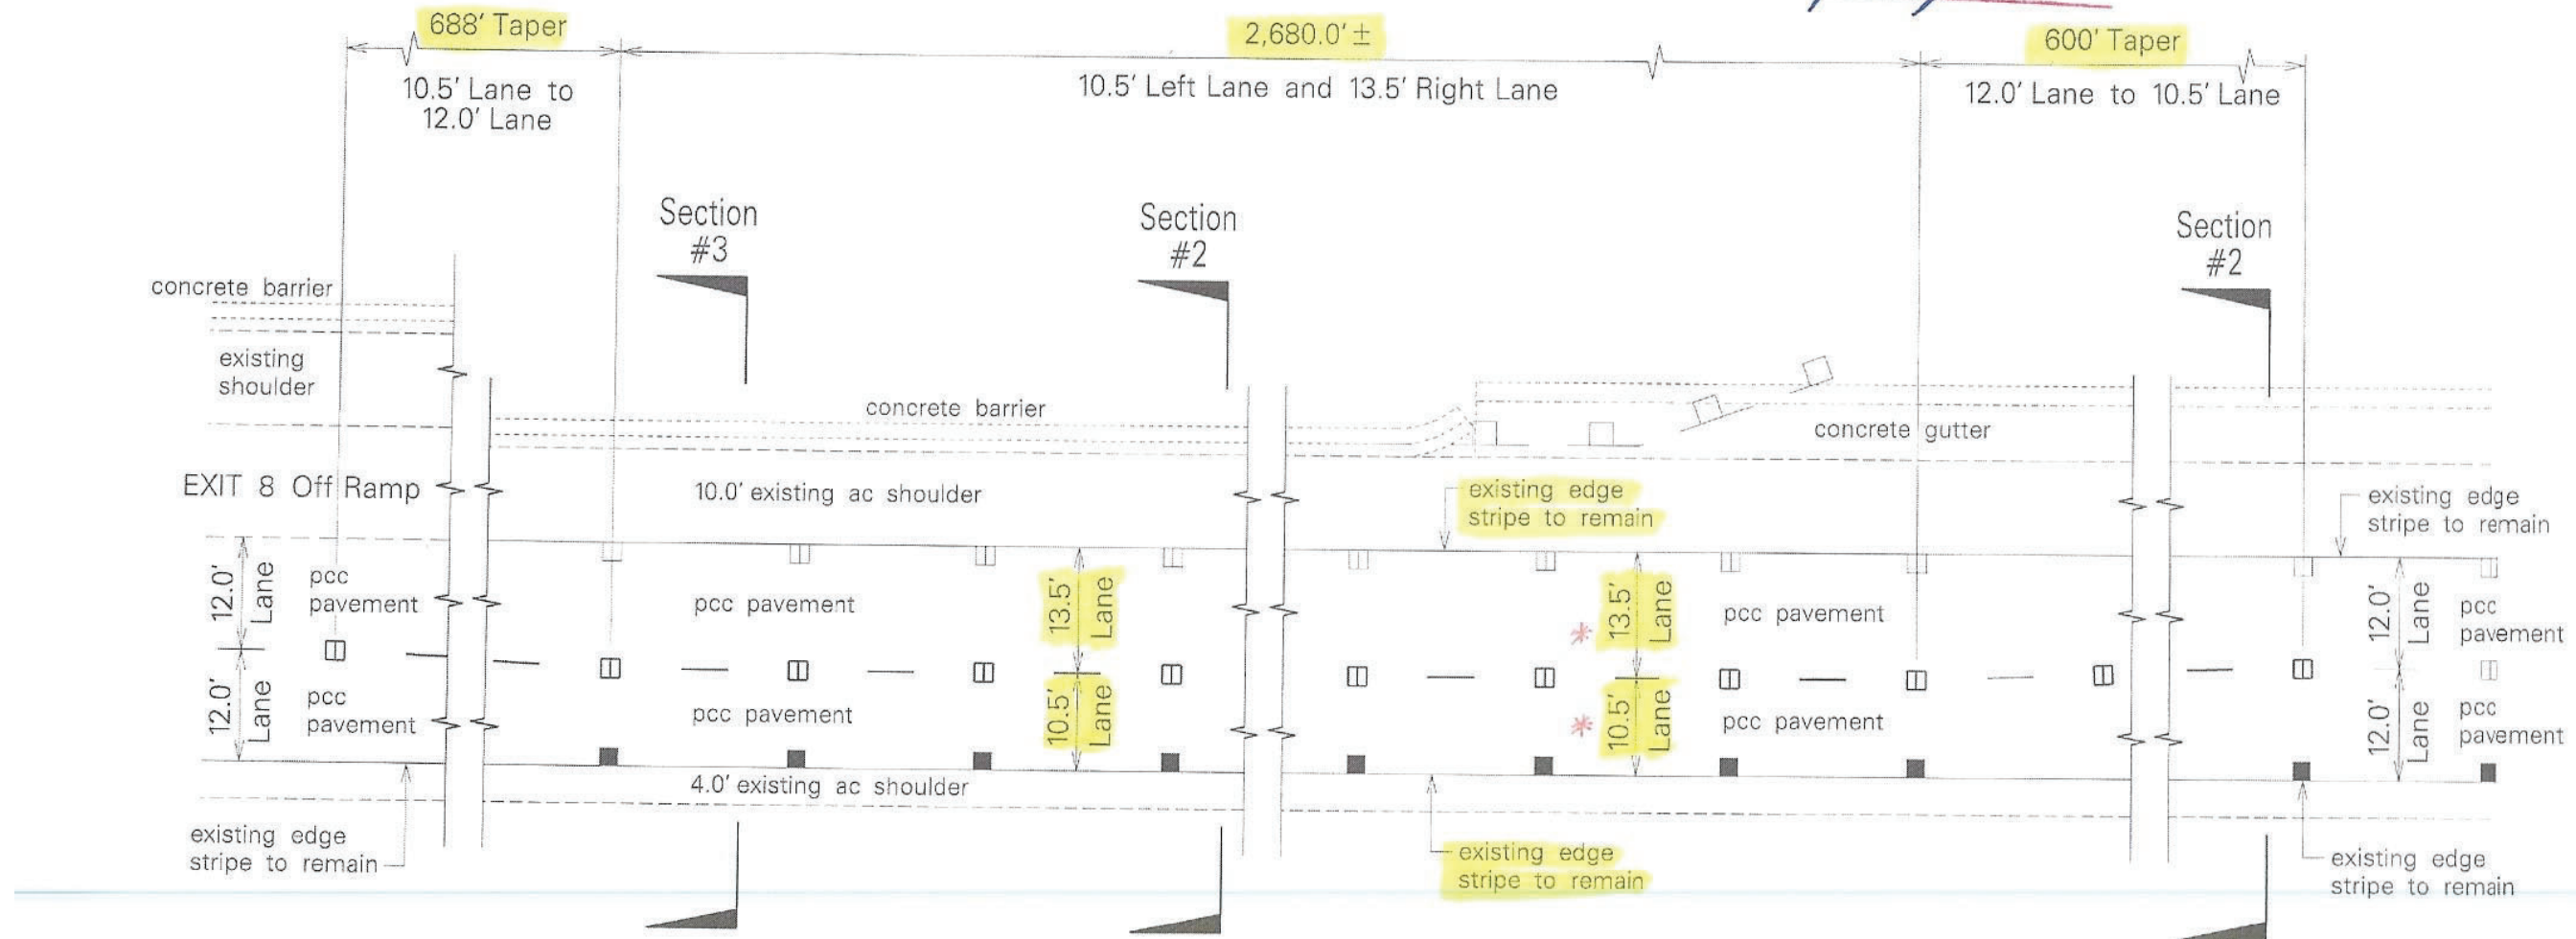 688' Taper
2,680.0' ±
600' Taper
10.5' Lane to
12.0' Lane
10.5' Left Lane and 13.5' Right Lane
12.0' Lane to 10.5' Lane
Section
#3
Section
#2
Section
#2
concrete barrier
existing
shoulder
concrete barrier
concrete gutter
EXIT 8 Off Ramp
10.0' existing ac shoulder
existing edge
stripe to remain
existing edge
stripe to remain
12.0'
Lane
pcc
pavement
pcc pavement
13.5'
Lane
* 13.5'
Lane
pcc pavement
12.0'
Lane
pcc
pavement
12.0'
Lane
pcc
pavement
pcc pavement
10.5'
Lane
* 10.5'
Lane
pcc pavement
12.0'
Lane
pcc
pavement
4.0' existing ac shoulder
existing edge
stripe to remain
existing edge
stripe to remain
existing edge
stripe to remain